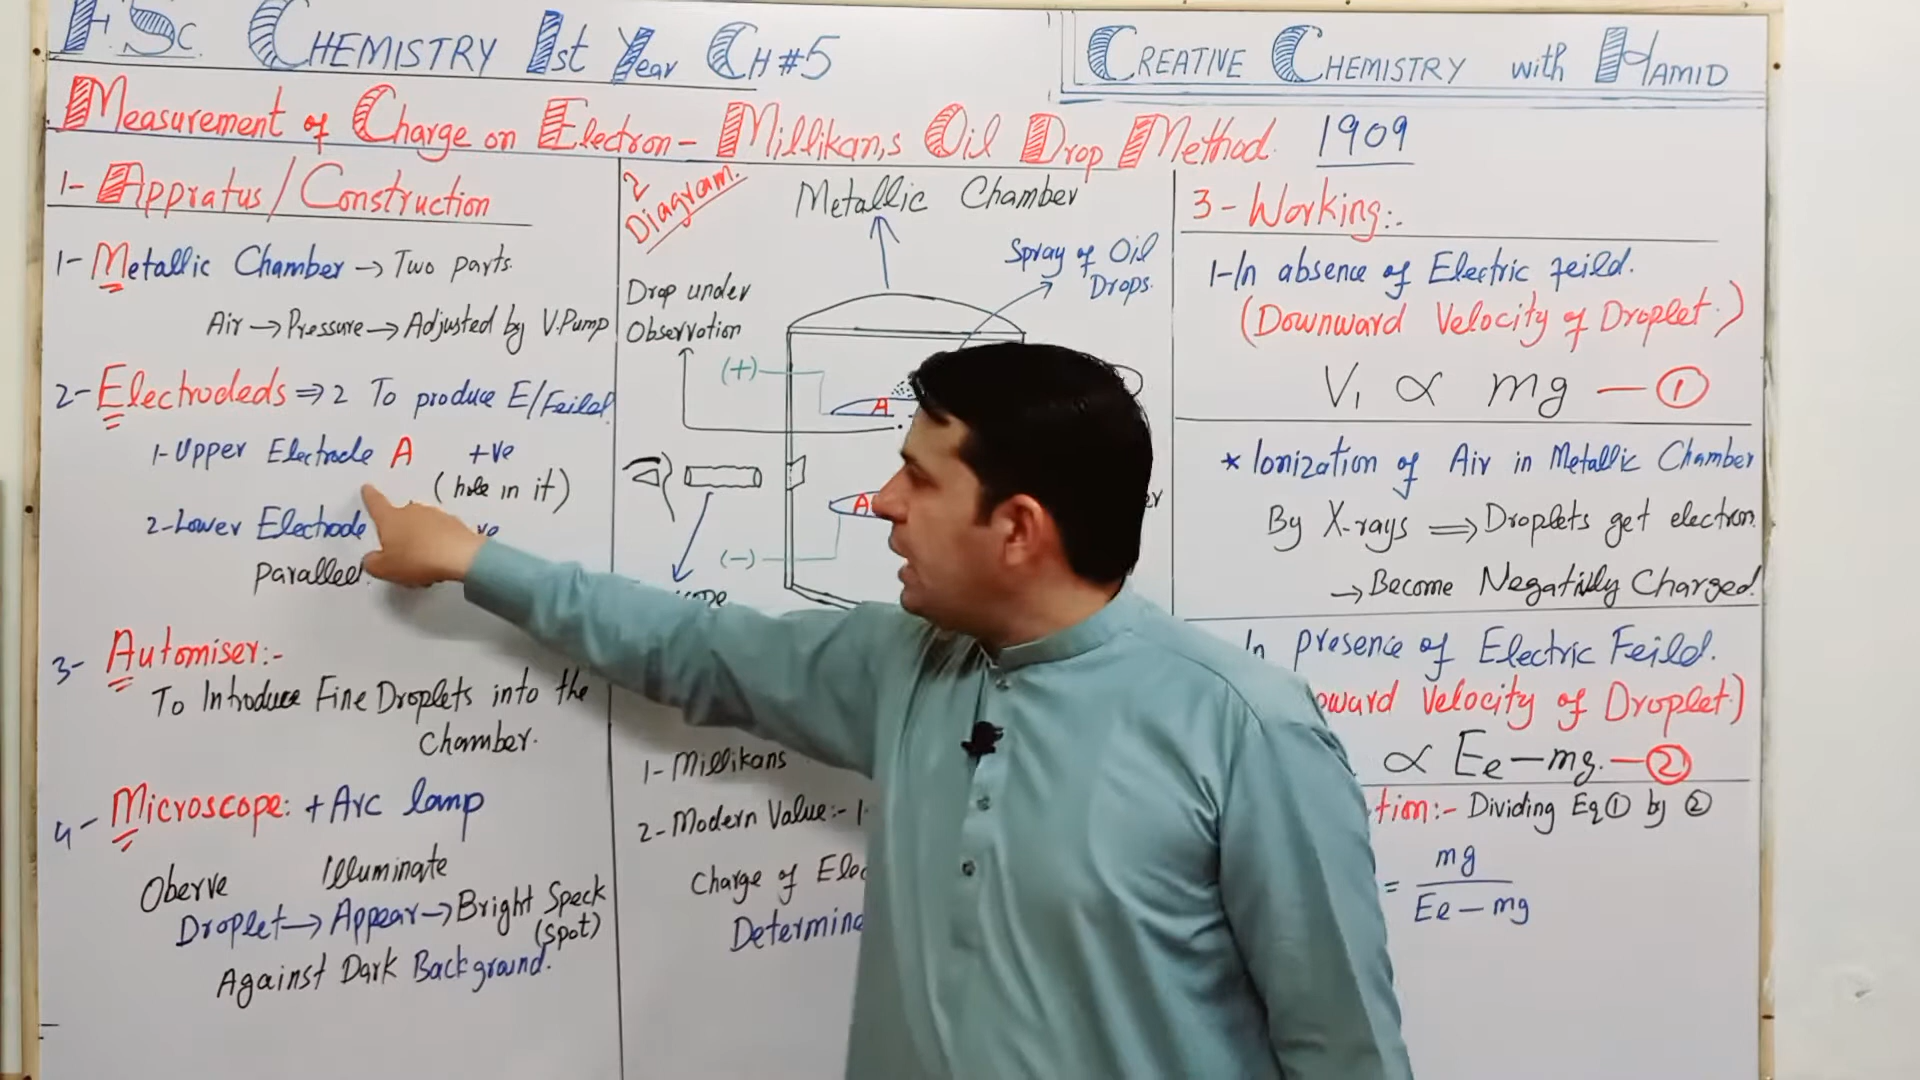 F.Sc. CHEMISTRY 1st Year CH#5
CREATIVE CHEMISTRY with HAMID
Measurement of Charge on Electron - Millikan,s Oil Drop Method. 1909
1- Appratus/Construction
1- Metallic Chamber → Two parts.
Air → Pressure → Adjusted by V.Pump
2- Electrodeds ⇒ 2 To produce E/Feild
1-Upper Electrode A +ve
(hole in it)
2-Lower Electrode
ve
parallel.
3- Automiser:-
To Introduce Fine Droplets into the
Chamber.
4- Microscope: + Arc lamp
Oberve Illuminate
Droplet → Appear → Bright Speck
(spot)
Against Dark Background.
2
Diagram.
Metallic Chamber
Spray of Oil
Drops.
Drop under
Observation
(+)
A
A
(-)
1- Millikans
2- Modern Value:- 1.
Charge of Elec
Determine
3- Working:-
1-In absence of Electric feild.
(Downward Velocity of Droplet.)
V₁ ∝ mg — ①
* Ionization of Air in Metallic Chamber
By X-rays ⇒ Droplets get electron.
→ Become Negativly Charged.
In presence of Electric Feild.
ward Velocity of Droplet)
∝ Ee - mg. — ②
tion:- Dividing Eq ① by ②
= mg
Ee - mg